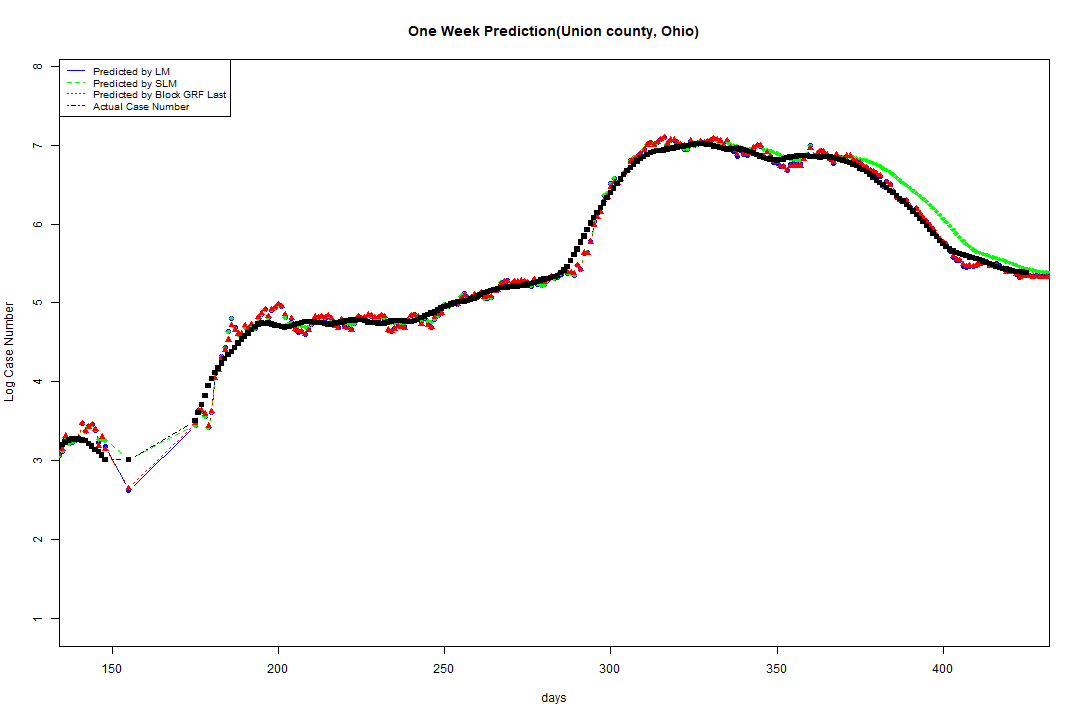 One Week Prediction(Union county, Ohio)
Predicted by LM
Predicted by SLM
Predicted by Block GRF Last
Actual Case Number
8
7
6
5
4
3
2
1
Log Case Number
150 200 250 300 350 400
days